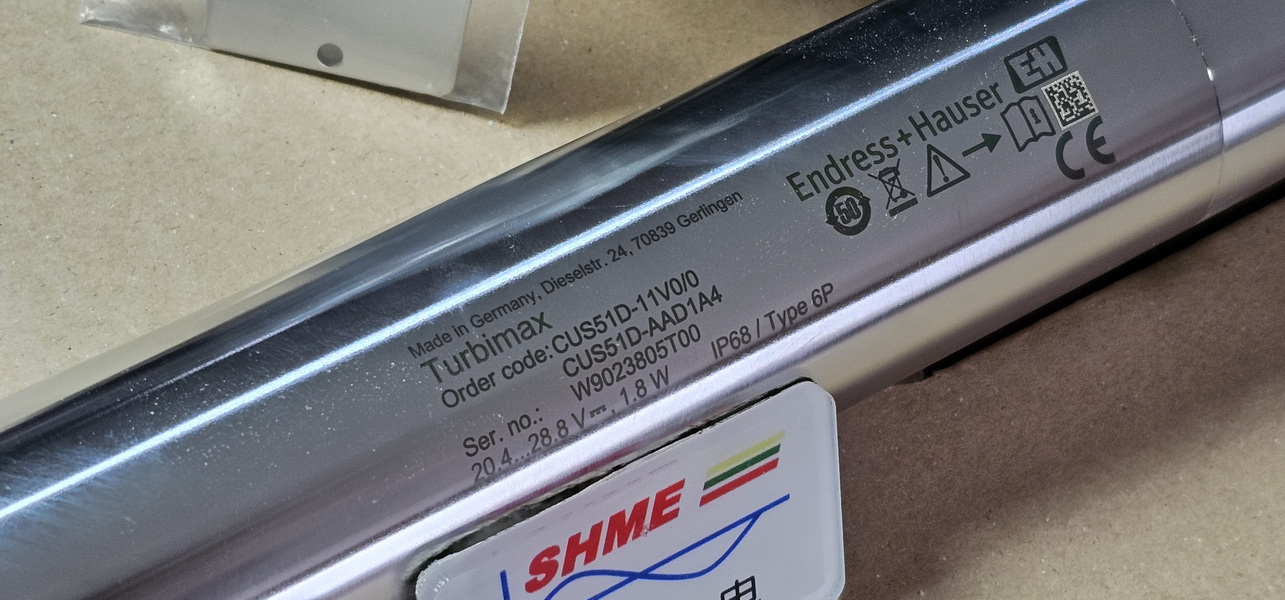 E+H
Endress+Hauser
50
CE
Made in Germany, Dieselstr. 24, 70839 Gerlingen
Turbimax
Order code: CUS51D-11V0/0
CUS51D-AAD1A4
Ser. no.: W9023805T00
20.4...28.8 V⎓, 1.8 W IP68 / Type 6P
SHME